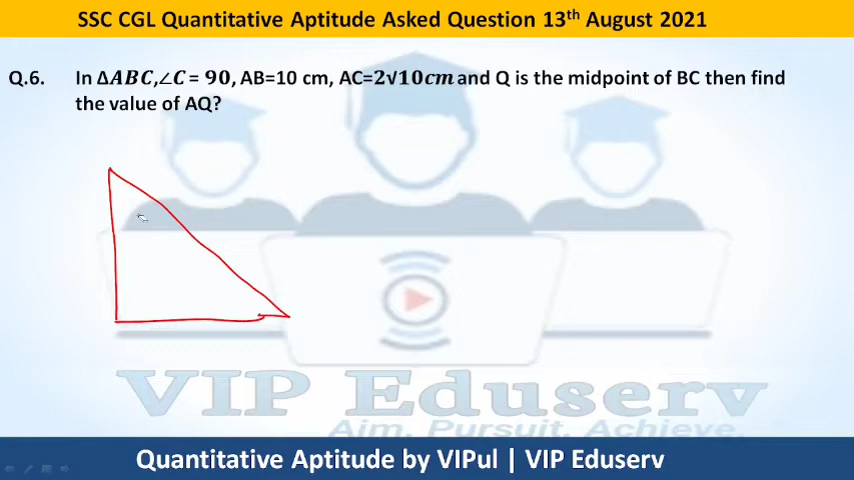 SSC CGL Quantitative Aptitude Asked Question 13th August 2021
Q.6. In ∆ABC,∠C = 90, AB=10 cm, AC=2√10cm and Q is the midpoint of BC then find
the value of AQ?
VIP Eduserv
Aim. Pursuit. Achieve.
Quantitative Aptitude by VIPul | VIP Eduserv